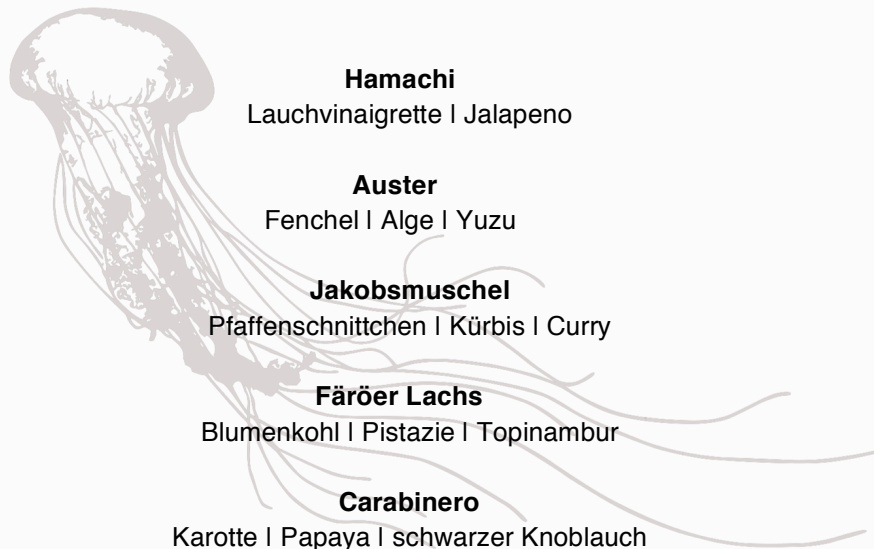 Hamachi
Lauchvinaigrette l Jalapeno
Auster
Fenchel l Alge l Yuzu
Jakobsmuschel
Pfaffenschnittchen l Kürbis l Curry
Färöer Lachs
Blumenkohl l Pistazie l Topinambur
Carabinero
Karotte l Papaya l schwarzer Knoblauch